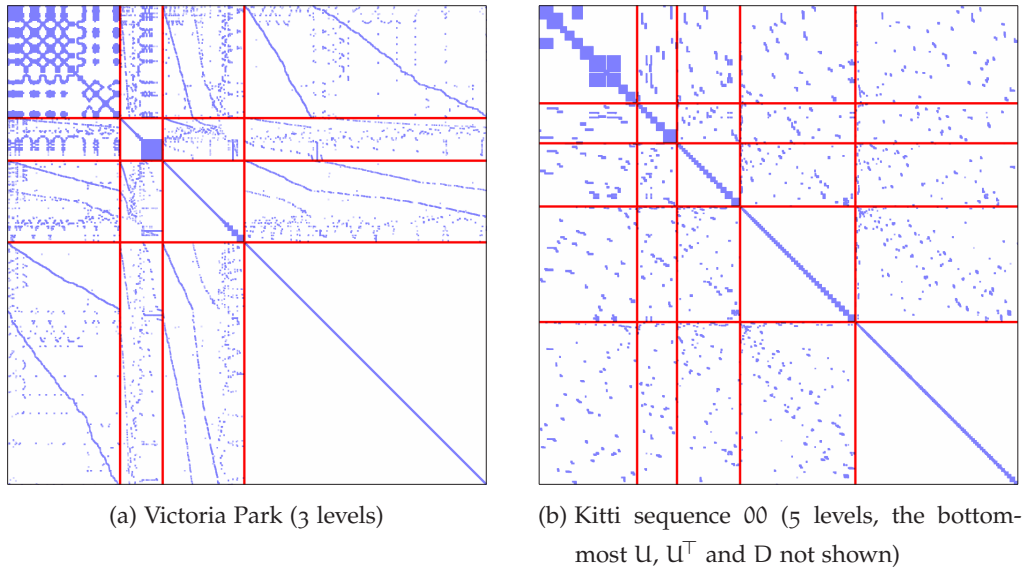 (a) Victoria Park (3 levels)
(b) Kitti sequence 00 (5 levels, the bottom-
most U, U⊤ and D not shown)